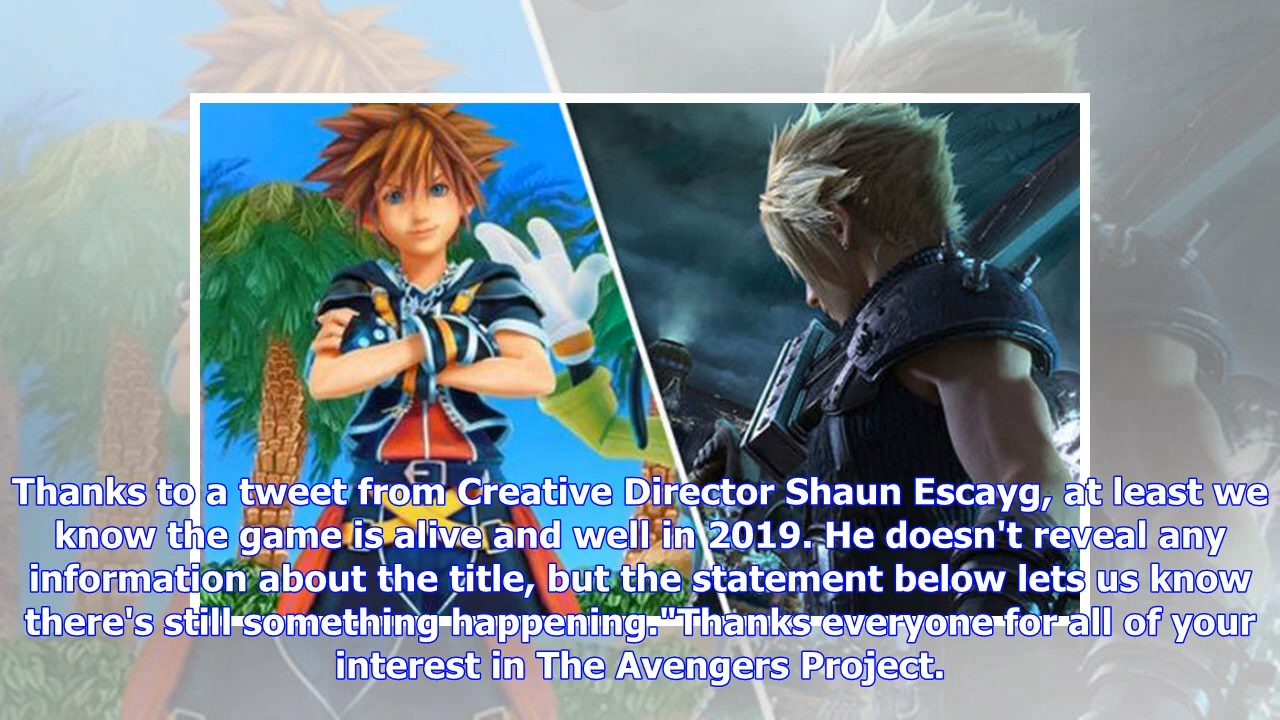 Thanks to a tweet from Creative Director Shaun Escayg, at least we
know the game is alive and well in 2019. He doesn't reveal any
information about the title, but the statement below lets us know
there's still something happening."Thanks everyone for all of your
interest in The Avengers Project.